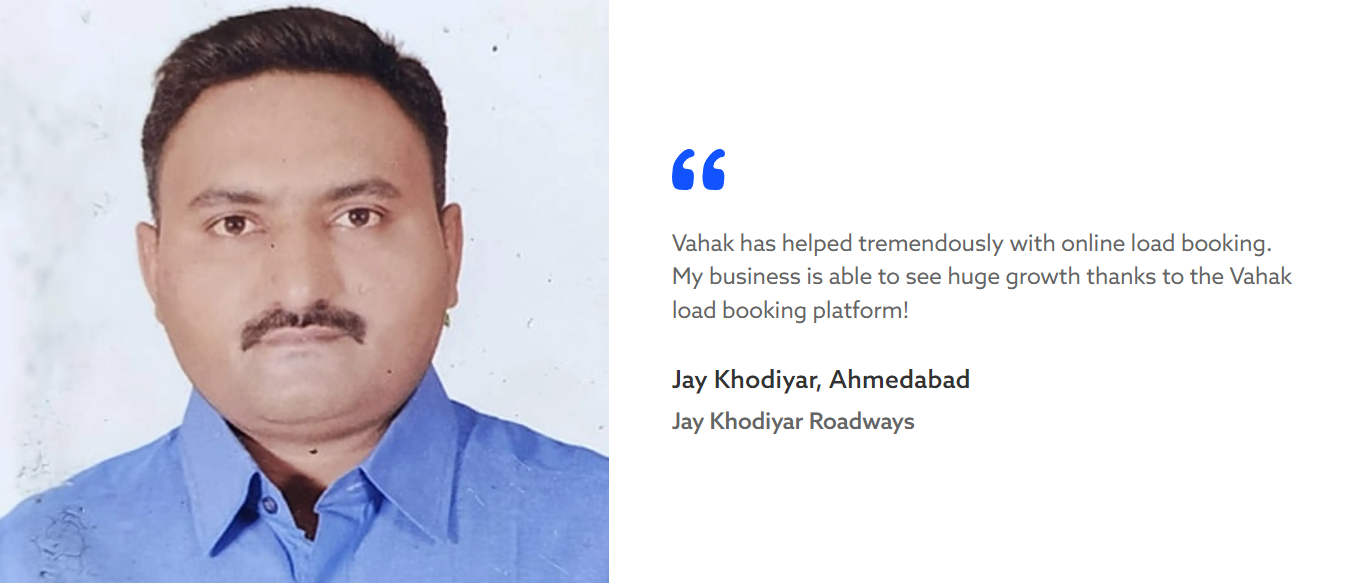 “
Vahak has helped tremendously with online load booking.
My business is able to see huge growth thanks to the Vahak
load booking platform!
Jay Khodiyar, Ahmedabad
Jay Khodiyar Roadways